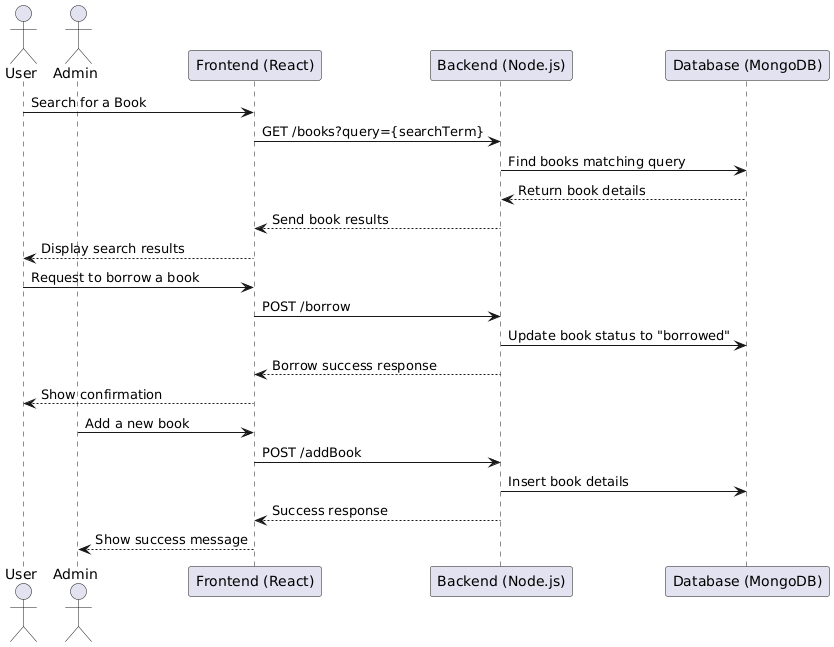 User
Admin
Frontend (React)
Backend (Node.js)
Database (MongoDB)
Search for a Book
GET /books?query={searchTerm}
Find books matching query
Return book details
Send book results
Display search results
Request to borrow a book
POST /borrow
Update book status to "borrowed"
Borrow success response
Show confirmation
Add a new book
POST /addBook
Insert book details
Success response
Show success message
User
Admin
Frontend (React)
Backend (Node.js)
Database (MongoDB)